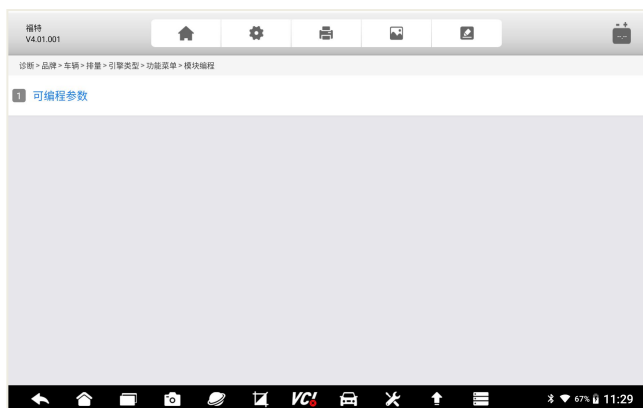 福特
V4.01.001
诊断 > 品牌 > 车辆 > 排量 > 引擎类型 > 功能菜单 > 模块编程
1 可编程参数
VC!
67% 11:29